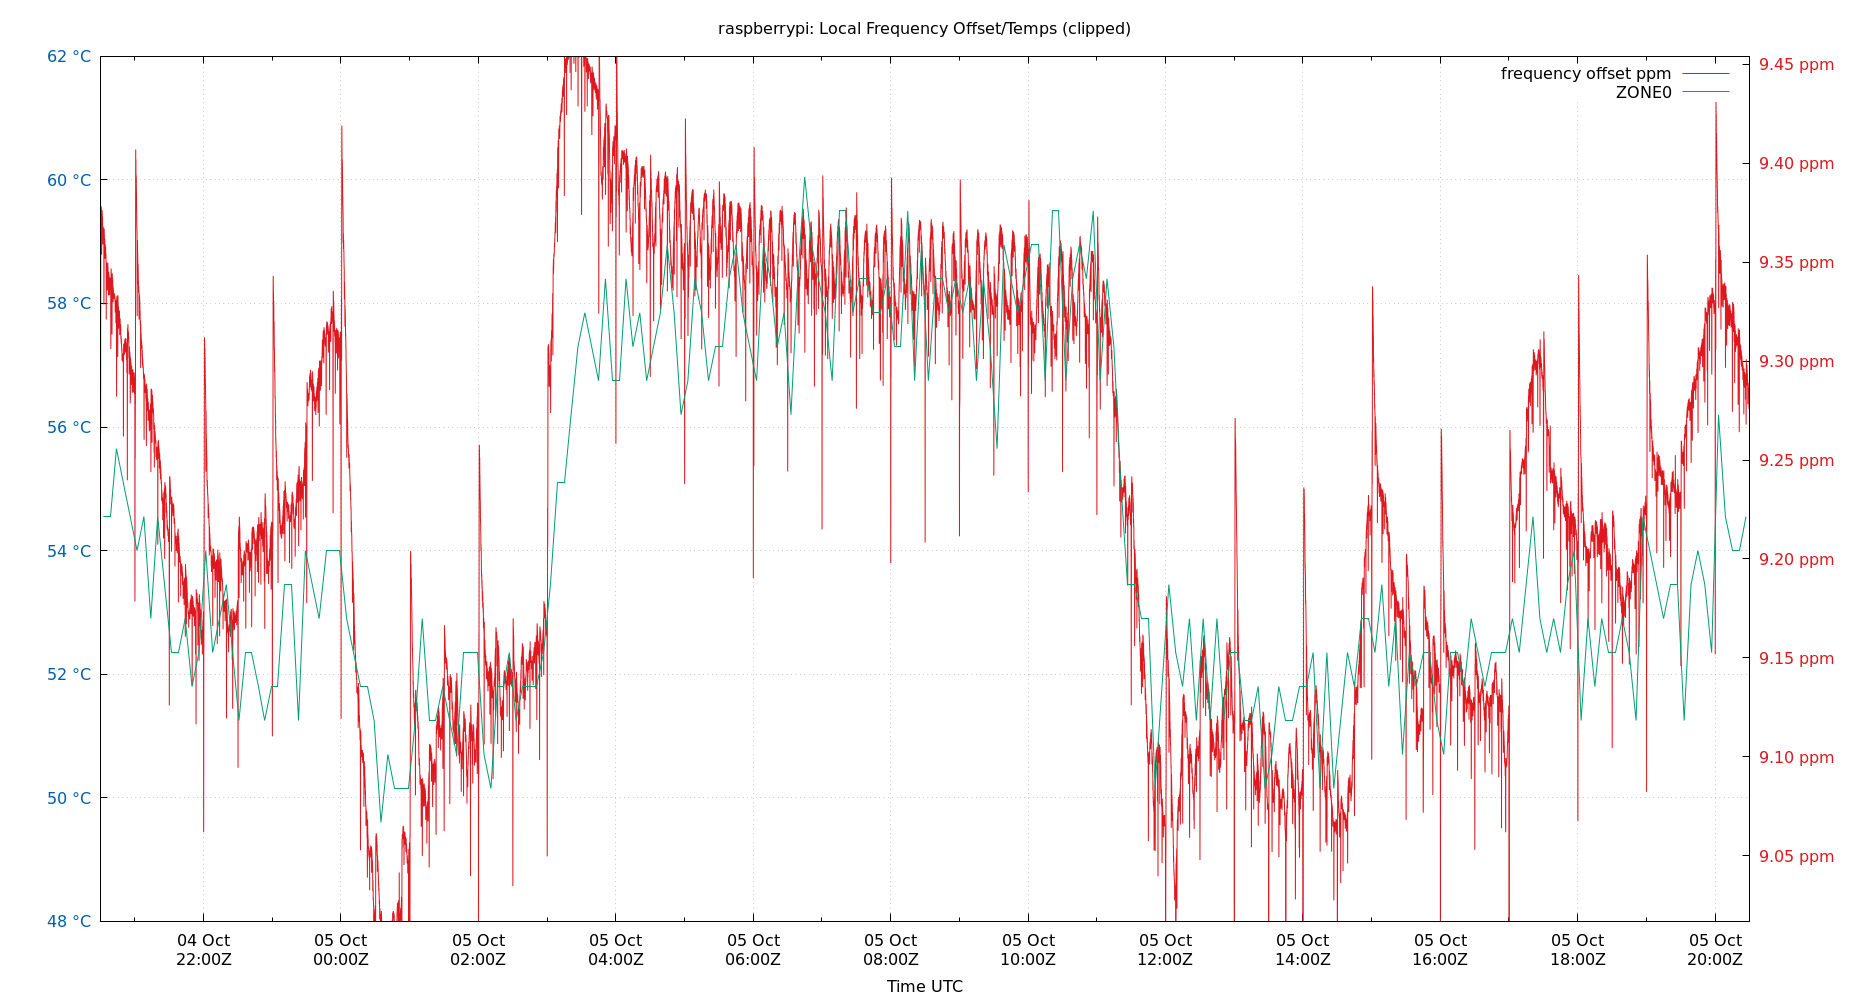 raspberrypi: Local Frequency Offset/Temps (clipped)
62 °C
60 °C
58 °C
56 °C
54 °C
52 °C
50 °C
48 °C
9.45 ppm
9.40 ppm
9.35 ppm
9.30 ppm
9.25 ppm
9.20 ppm
9.15 ppm
9.10 ppm
9.05 ppm
frequency offset ppm
ZONE0
04 Oct
22:00Z
05 Oct
00:00Z
05 Oct
02:00Z
05 Oct
04:00Z
05 Oct
06:00Z
05 Oct
08:00Z
05 Oct
10:00Z
05 Oct
12:00Z
05 Oct
14:00Z
05 Oct
16:00Z
05 Oct
18:00Z
05 Oct
20:00Z
Time UTC